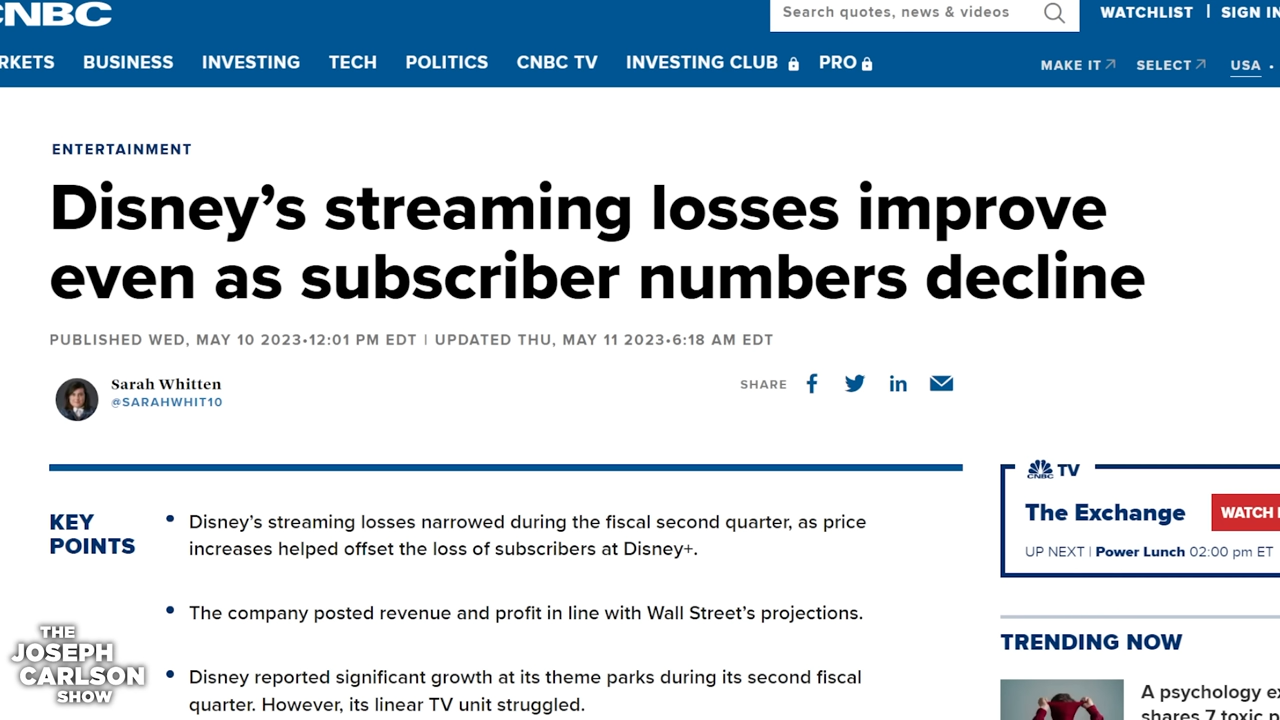 CNBC
Search quotes, news & videos
WATCHLIST | SIGN IN
RKETS BUSINESS INVESTING TECH POLITICS CNBC TV INVESTING CLUB PRO
MAKE IT SELECT USA •
ENTERTAINMENT
Disney’s streaming losses improve
even as subscriber numbers decline
PUBLISHED WED, MAY 10 2023•12:01 PM EDT | UPDATED THU, MAY 11 2023•6:18 AM EDT
Sarah Whitten
@SARAHWHIT10
SHARE
KEY
POINTS
• Disney’s streaming losses narrowed during the fiscal second quarter, as price
increases helped offset the loss of subscribers at Disney+.
• The company posted revenue and profit in line with Wall Street’s projections.
• Disney reported significant growth at its theme parks during its second fiscal
quarter. However, its linear TV unit struggled.
CNBC TV
The Exchange
WATCH
UP NEXT | Power Lunch 02:00 pm ET
TRENDING NOW
A psychology ex
shares 7 toxic p
THE
JOSEPH
CARLSON
SHOW